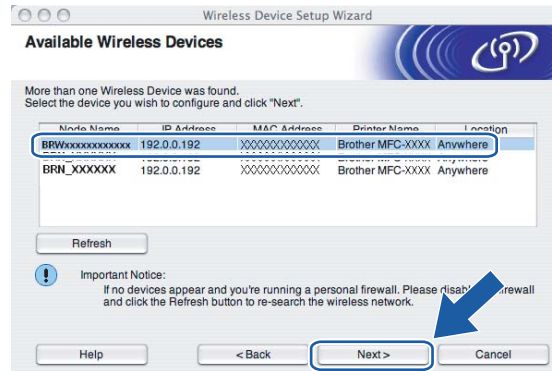 Wireless Device Setup Wizard
Available Wireless Devices
More than one Wireless Device was found.
Select the device you wish to configure and click "Next".
Node Name IP Address MAC Address Printer Name Location
BRWxxxxxxxxxxxx 192.0.0.192 XXXXXXXXXXXX Brother MFC-XXXX Anywhere
BRN_XXXXXX 192.0.0.192 XXXXXXXXXXXX Brother MFC-XXXX Anywhere
Refresh
Important Notice:
If no devices appear and you're running a personal firewall. Please
and click the Refresh button to re-search the wireless network.
Help < Back Next > Cancel